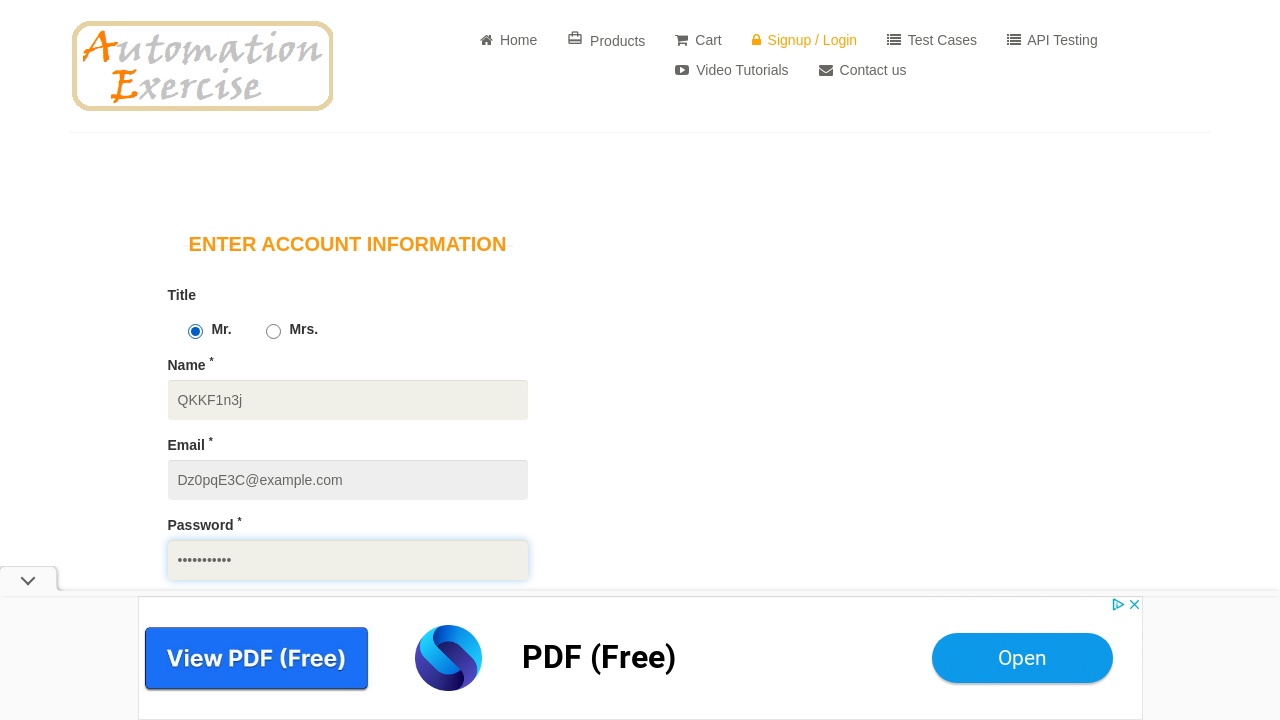 Automation
Exercise
Home
Products
Cart
Signup / Login
Test Cases
API Testing
Video Tutorials
Contact us
ENTER ACCOUNT INFORMATION
Title
Mr.
Mrs.
Name *
QKKF1n3j
Email *
Dz0pqE3C@example.com
Password *
•••••••••••
View PDF (Free)
PDF (Free)
Open